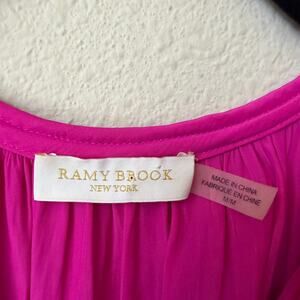 RAMY BROOK
NEW YORK
MADE IN CHINA
FABRIQUÉ EN CHINE
M/M